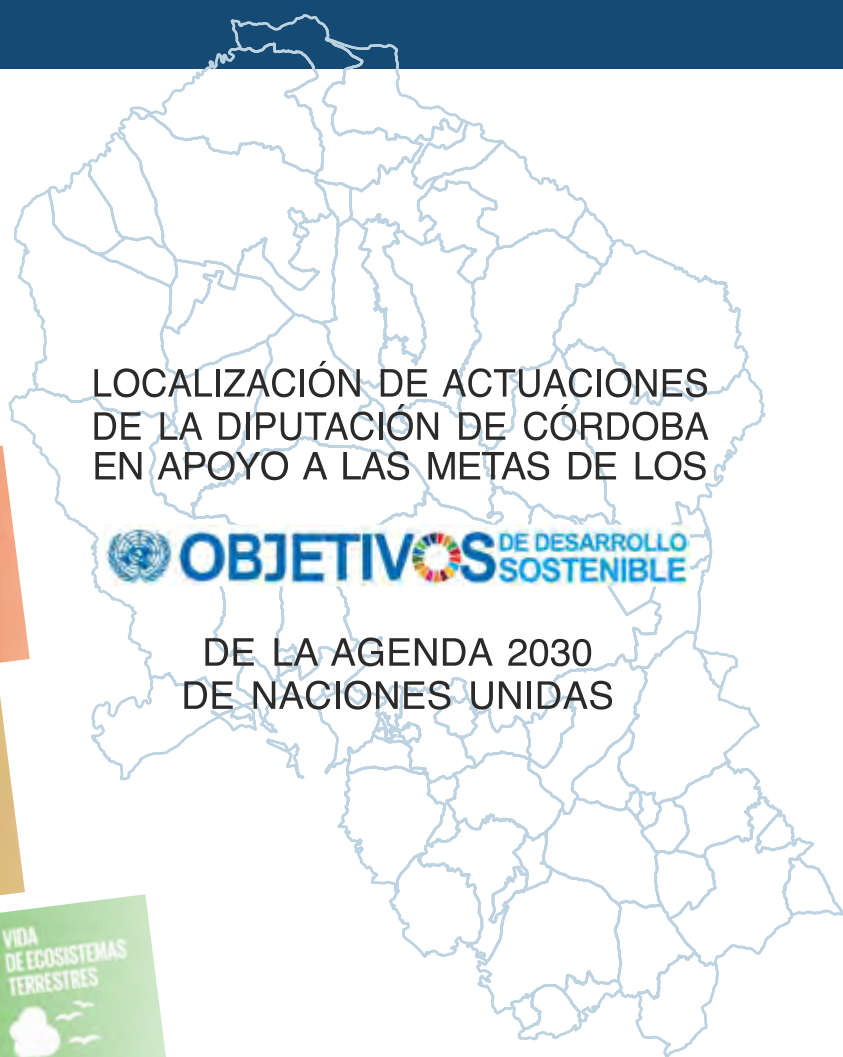 LOCALIZACIÓN DE ACTUACIONES
DE LA DIPUTACIÓN DE CÓRDOBA
EN APOYO A LAS METAS DE LOS
OBJETIVOS DE DESARROLLO
SOSTENIBLE
DE LA AGENDA 2030
DE NACIONES UNIDAS
VIDA
DE ECOSISTEMAS
TERRESTRES